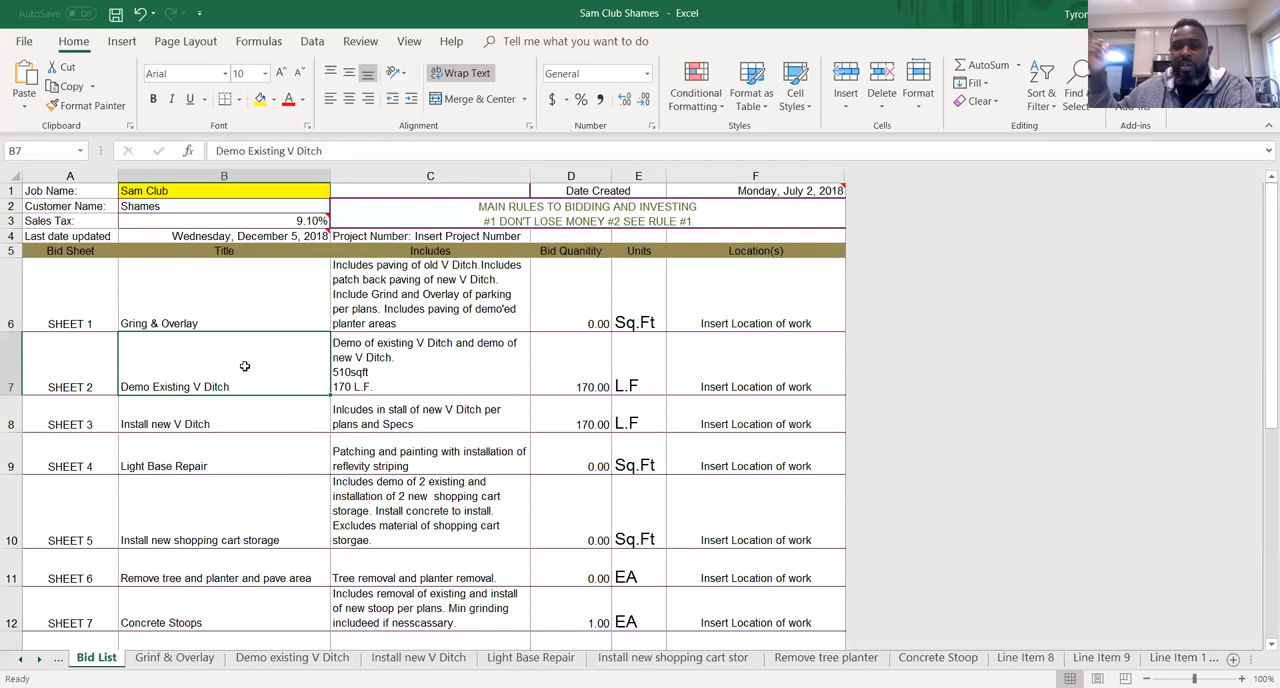 AutoSave Off Sam Club Shames - Excel Tyron
File Home Insert Page Layout Formulas Data Review View Help Tell me what you want to do
Paste Cut Copy Format Painter
Clipboard
Arial 10
B I U
Font
Wrap Text
Merge & Center
Alignment
General
$ %
Number
Conditional Formatting Format as Table Cell Styles
Styles
Insert Delete Format
Cells
AutoSum Fill Clear Sort & Filter Find Select
Editing
Add-ins
B7 fx Demo Existing V Ditch
A B C D E F
1 Job Name: Sam Club Date Created Monday, July 2, 2018
2 Customer Name: Shames MAIN RULES TO BIDDING AND INVESTING
3 Sales Tax: 9.10% #1 DON'T LOSE MONEY #2 SEE RULE #1
4 Last date updated Wednesday, December 5, 2018 Project Number: Insert Project Number
5 Bid Sheet Title Includes Bid Quanitity Units Location(s)
Includes paving of old V Ditch.Includes
patch back paving of new V Ditch.
Include Grind and Overlay of parking
per plans. Includes paving of demo'ed
6 SHEET 1 Gring & Overlay planter areas 0.00 Sq.Ft Insert Location of work
Demo of existing V Ditch and demo of
new V Ditch.
510sqft
7 SHEET 2 Demo Existing V Ditch 170 L.F. 170.00 L.F Insert Location of work
Inlcudes in stall of new V Ditch per
8 SHEET 3 Install new V Ditch plans and Specs 170.00 L.F Insert Location of work
Patching and painting with installation of
9 SHEET 4 Light Base Repair reflevity striping 0.00 Sq.Ft Insert Location of work
Includes demo of 2 existing and
installation of 2 new shopping cart
storage. Install concrete to install.
Excludes material of shopping cart
10 SHEET 5 Install new shopping cart storage storgae. 0.00 Sq.Ft Insert Location of work
11 SHEET 6 Remove tree and planter and pave area Tree removal and planter removal. 0.00 EA Insert Location of work
Includes removal of existing and install
of new stoop per plans. Min grinding
12 SHEET 7 Concrete Stoops includeed if nesscassary. 1.00 EA Insert Location of work
... Bid List Grinf & Overlay Demo existing V Ditch Install new V Ditch Light Base Repair Install new shopping cart stor Remove tree planter Concrete Stoop Line Item 8 Line Item 9 Line Item 1 ...
Ready 100%